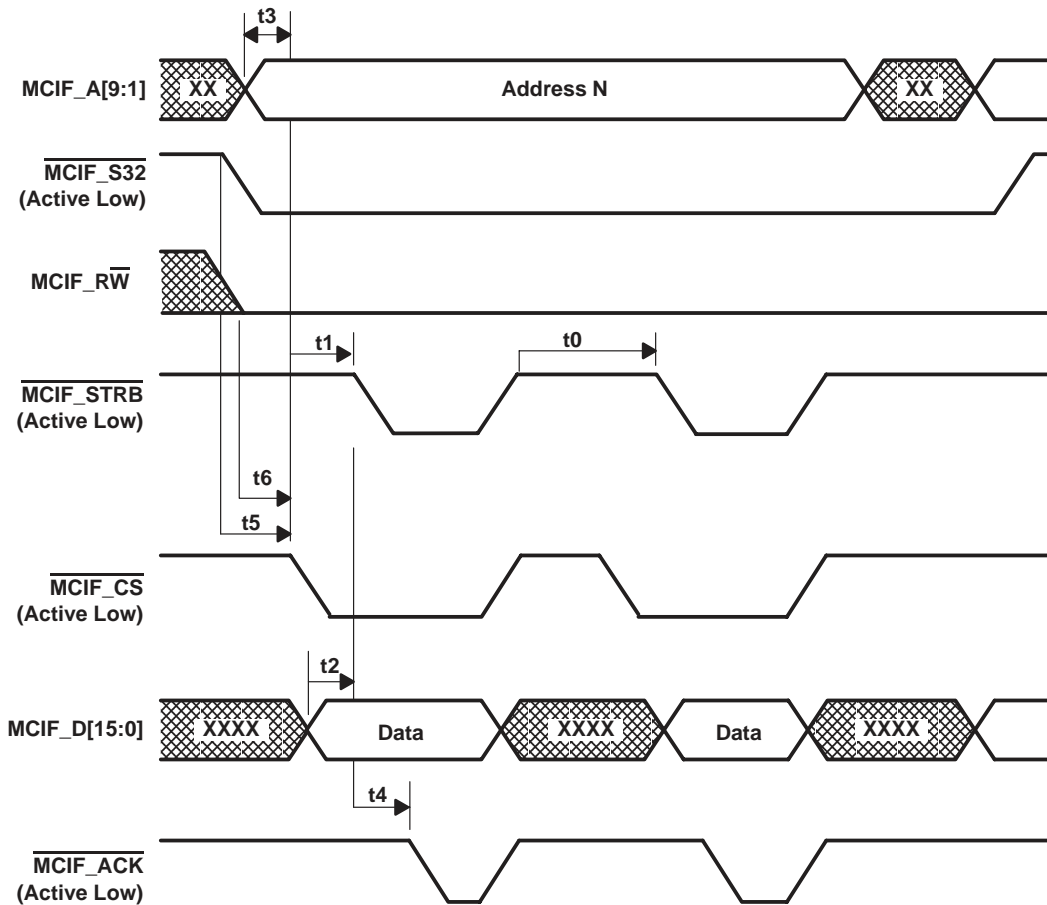 t3
MCIF_A[9:1]
XX
Address N
XX
MCIF_S32
(Active Low)
MCIF_RW
t1
t0
MCIF_STRB
(Active Low)
t6
t5
MCIF_CS
(Active Low)
t2
MCIF_D[15:0]
XXXX
Data
XXXX
Data
XXXX
t4
MCIF_ACK
(Active Low)